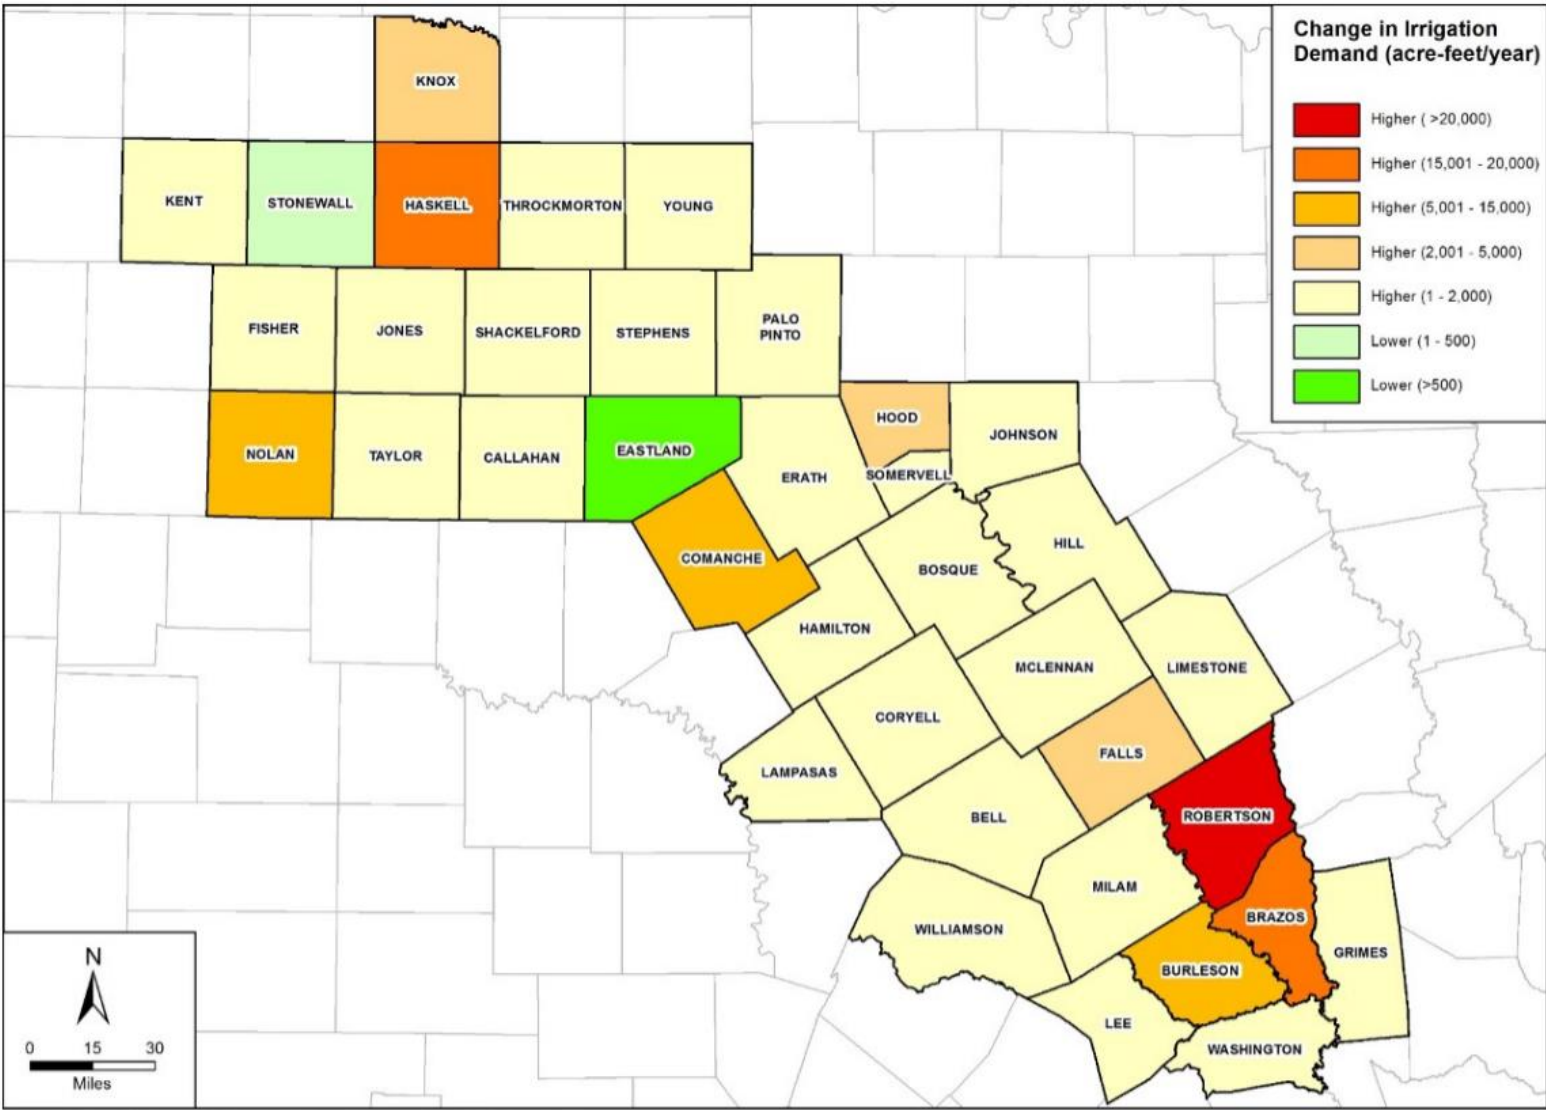 Change in Irrigation
Demand (acre-feet/year)
Higher ( >20,000)
Higher (15,001 - 20,000)
Higher (5,001 - 15,000)
Higher (2,001 - 5,000)
Higher (1 - 2,000)
Lower (1 - 500)
Lower (>500)
KNOX
KENT
STONEWALL
HASKELL
THROCKMORTON
YOUNG
FISHER
JONES
SHACKELFORD
STEPHENS
PALO
PINTO
NOLAN
TAYLOR
CALLAHAN
EASTLAND
ERATH
HOOD
SOMERVELL
JOHNSON
COMANCHE
BOSQUE
HILL
HAMILTON
MCLENNAN
LIMESTONE
CORYELL
LAMPASAS
FALLS
BELL
ROBERTSON
MILAM
WILLIAMSON
BRAZOS
BURLESON
GRIMES
LEE
WASHINGTON
N
0 15 30
Miles